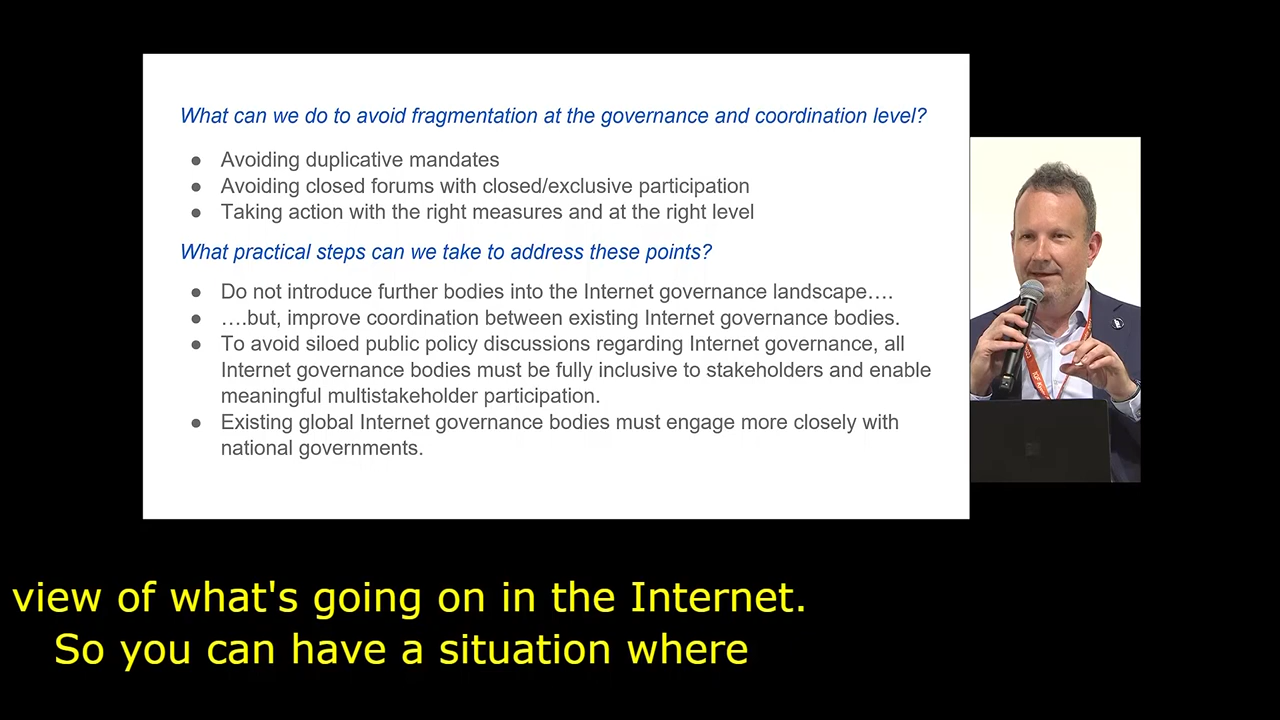 What can we do to avoid fragmentation at the governance and coordination level?
● Avoiding duplicative mandates
● Avoiding closed forums with closed/exclusive participation
● Taking action with the right measures and at the right level
What practical steps can we take to address these points?
● Do not introduce further bodies into the Internet governance landscape….
● ….but, improve coordination between existing Internet governance bodies.
● To avoid siloed public policy discussions regarding Internet governance, all
Internet governance bodies must be fully inclusive to stakeholders and enable
meaningful multistakeholder participation.
● Existing global Internet governance bodies must engage more closely with
national governments.
view of what's going on in the Internet.
So you can have a situation where